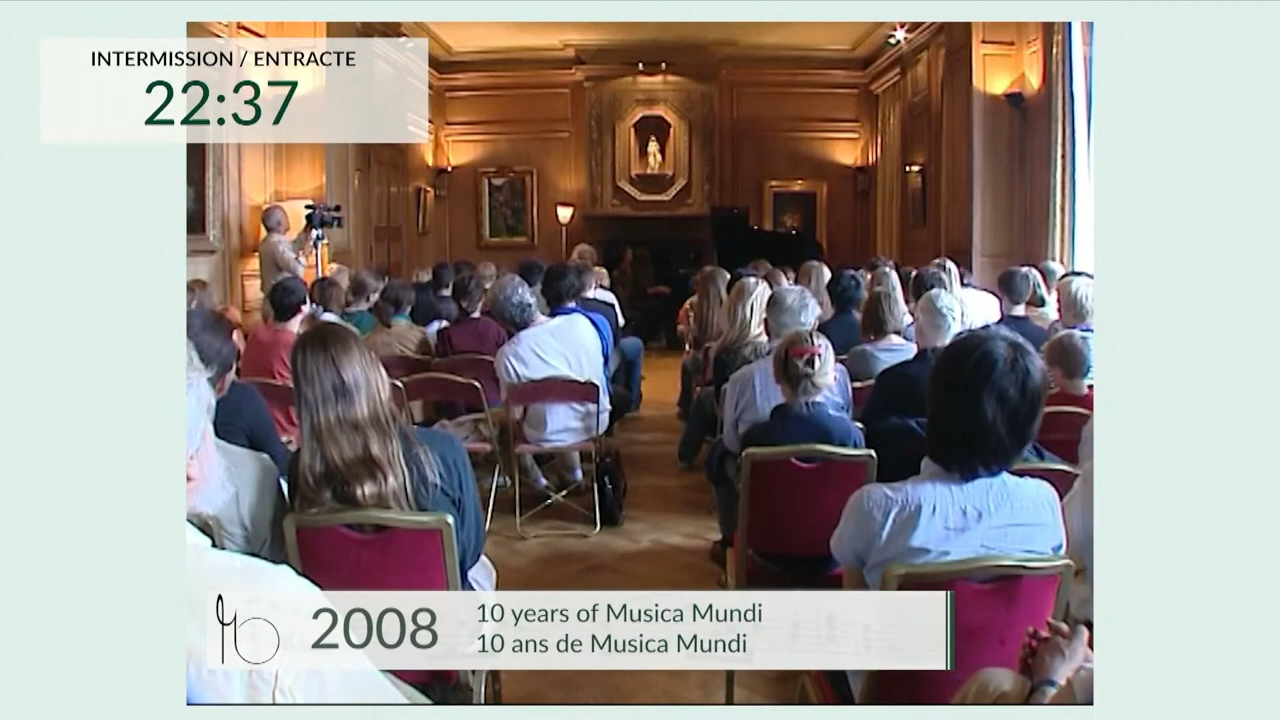 INTERMISSION / ENTRACTE
22:37
2008
10 years of Musica Mundi
10 ans de Musica Mundi